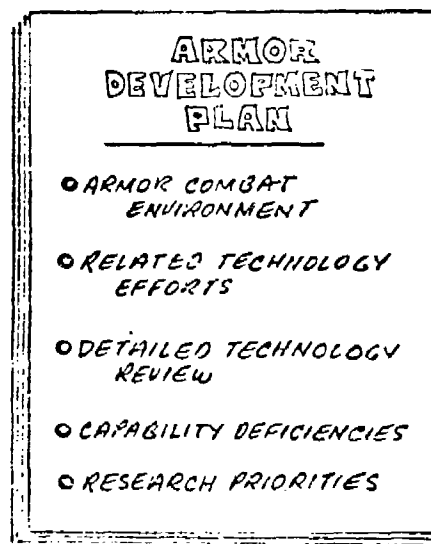 ARMOR
DEVELOPMENT
PLAN
ARMOR COMBAT
ENVIRONMENT
RELATED TECHNOLOGY
EFFORTS
DETAILED TECHNOLOGY
REVIEW
CAPABILITY DEFICIENCIES
RESEARCH PRIORITIES